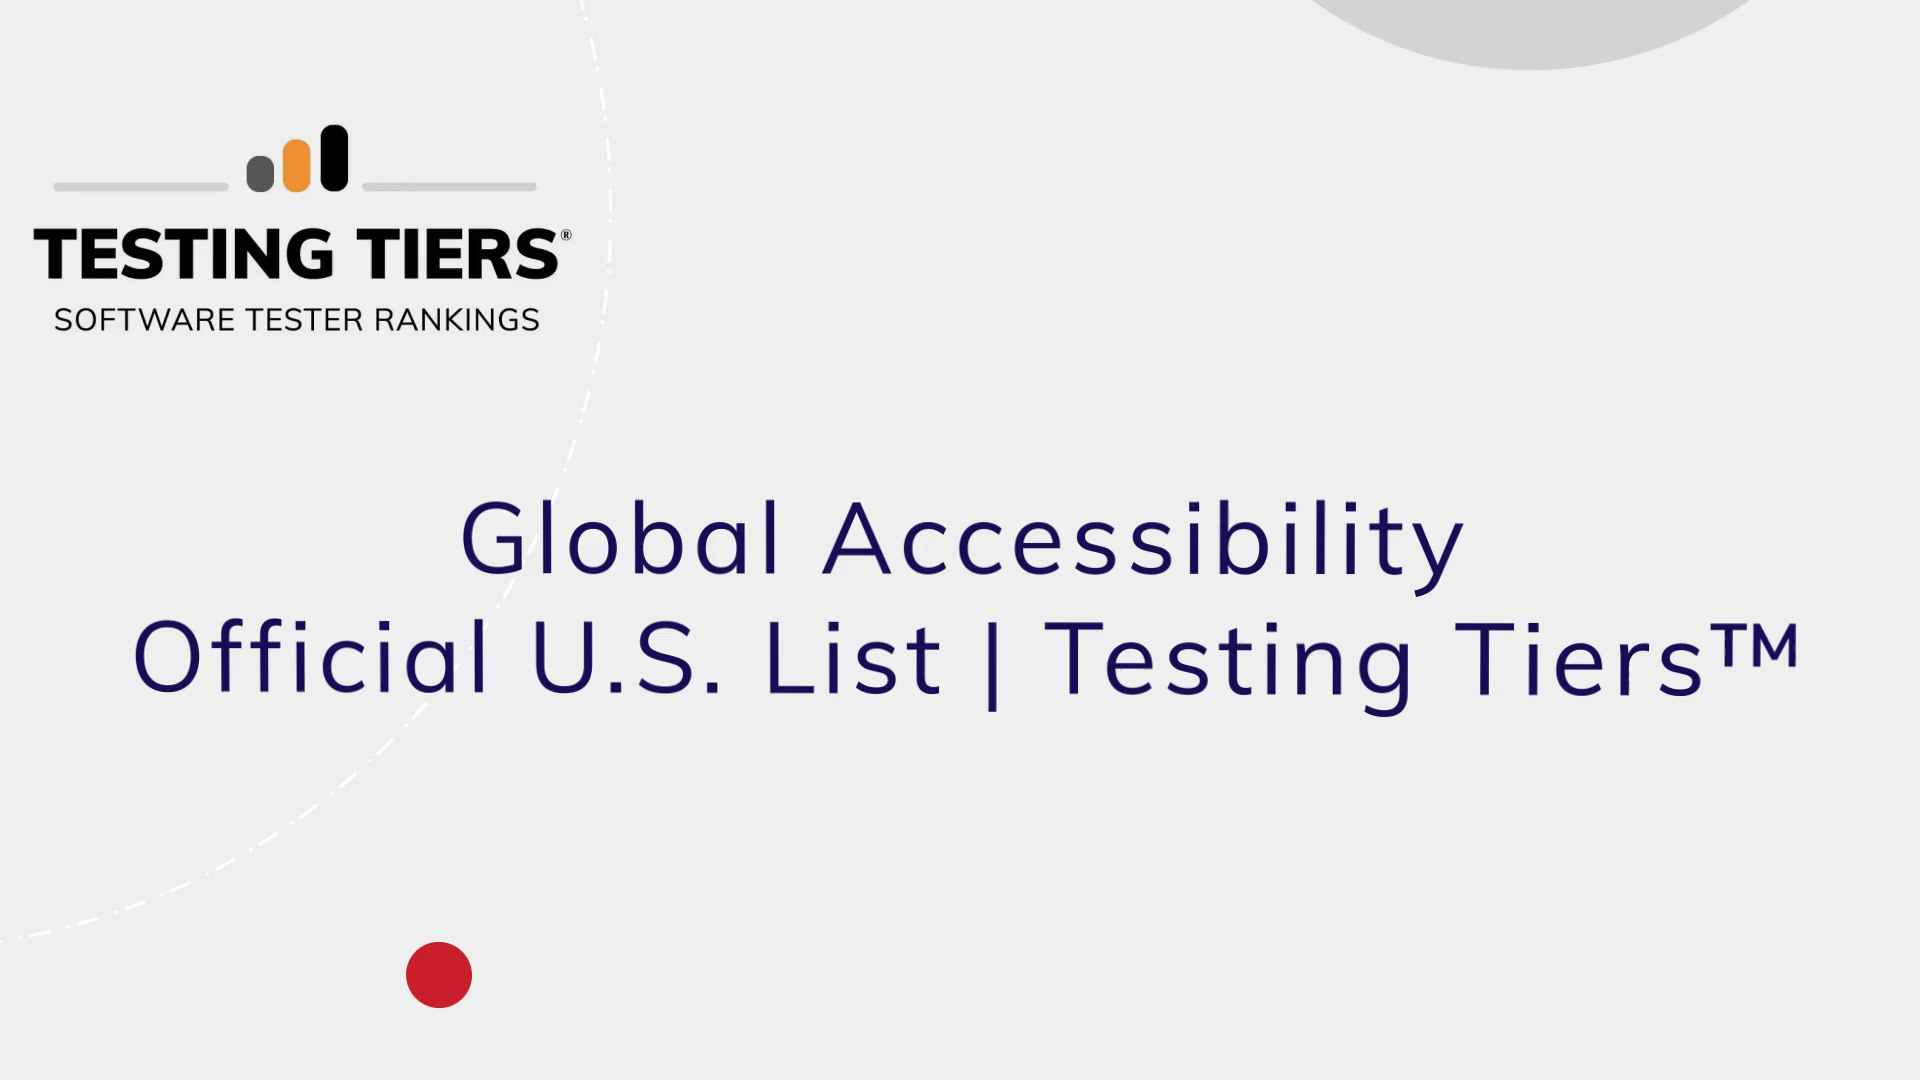 TESTING TIERS®
SOFTWARE TESTER RANKINGS
Global Accessibility
Official U.S. List | Testing Tiers™